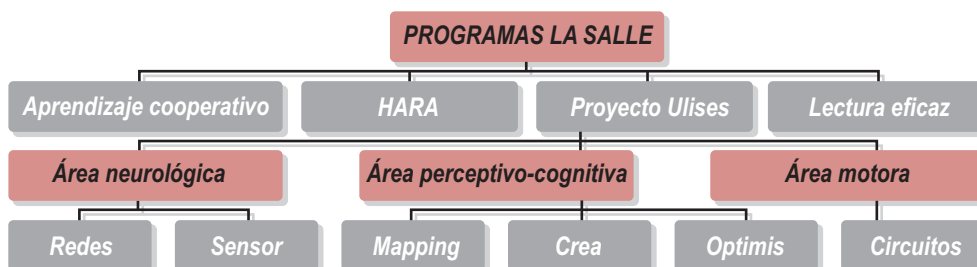 PROGRAMAS LA SALLE
Aprendizaje cooperativo
HARA
Proyecto Ulises
Lectura eficaz
Área neurológica
Área perceptivo-cognitiva
Área motora
Redes
Sensor
Mapping
Crea
Optimis
Circuitos